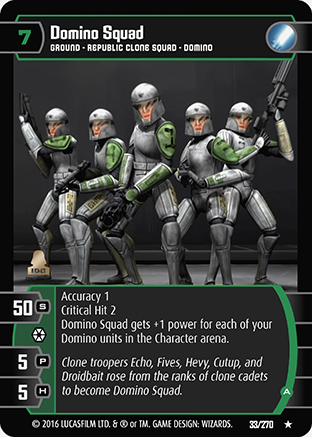 7
Domino Squad
GROUND - REPUBLIC CLONE SQUAD - DOMINO
50 S
5 P
5 H
Accuracy 1
Critical Hit 2
Domino Squad gets +1 power for each of your
Domino units in the Character arena.
Clone troopers Echo, Fives, Hevy, Cutup, and
Droidbait rose from the ranks of clone cadets
to become Domino Squad.
A
© 2016 LUCASFILM LTD. & ® or TM. GAME DESIGN: WIZARDS.
33/270